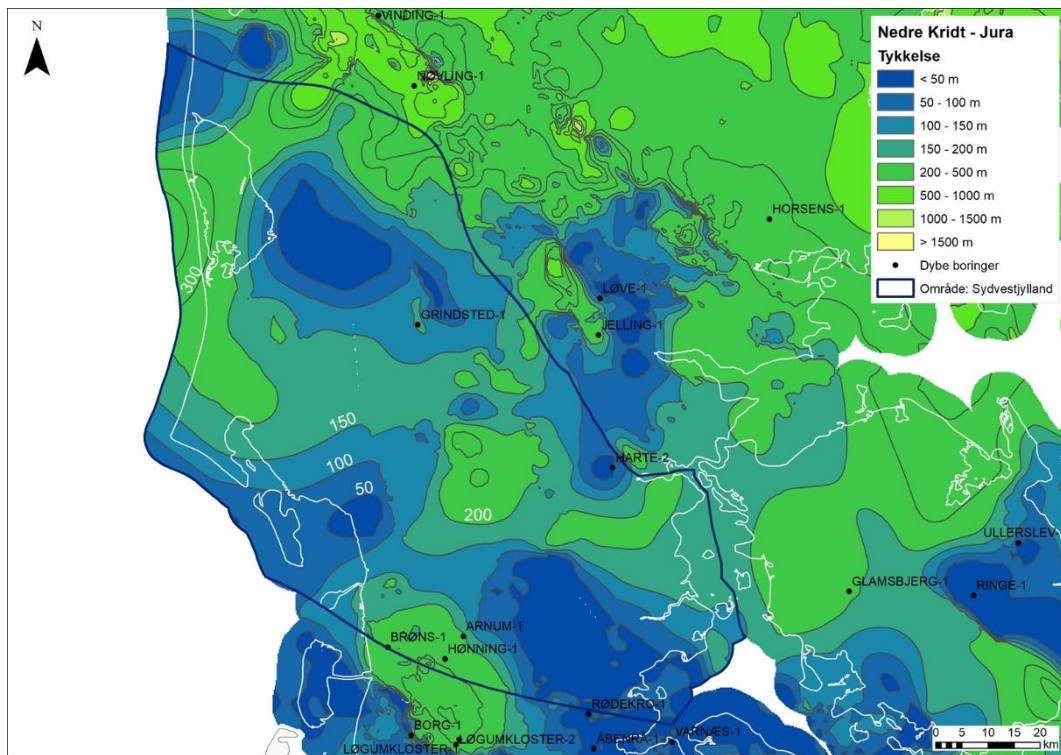 N
VINDING-1
NØVLING-1
Nedre Kridt - Jura
Tykkelse
< 50 m
50 - 100 m
100 - 150 m
150 - 200 m
200 - 500 m
500 - 1000 m
1000 - 1500 m
> 1500 m
Dybe boringer
Område: Sydvestjylland
HORSENS-1
300
LØVE-1
GRINDSTED-1
JELLING-1
150
100
HARTE-2
50
200
ULLERSLEV-
GLAMSBJERG-1
RINGE-1
ARNUM-1
BRØNS-1
HØNNING-1
RØDEKRO-1
BORG-1
LØGUMKLOSTER-2
VARNÆS-1
LØGUMKLOSTER-
ÅBENRÅ-1
0 5 10 20